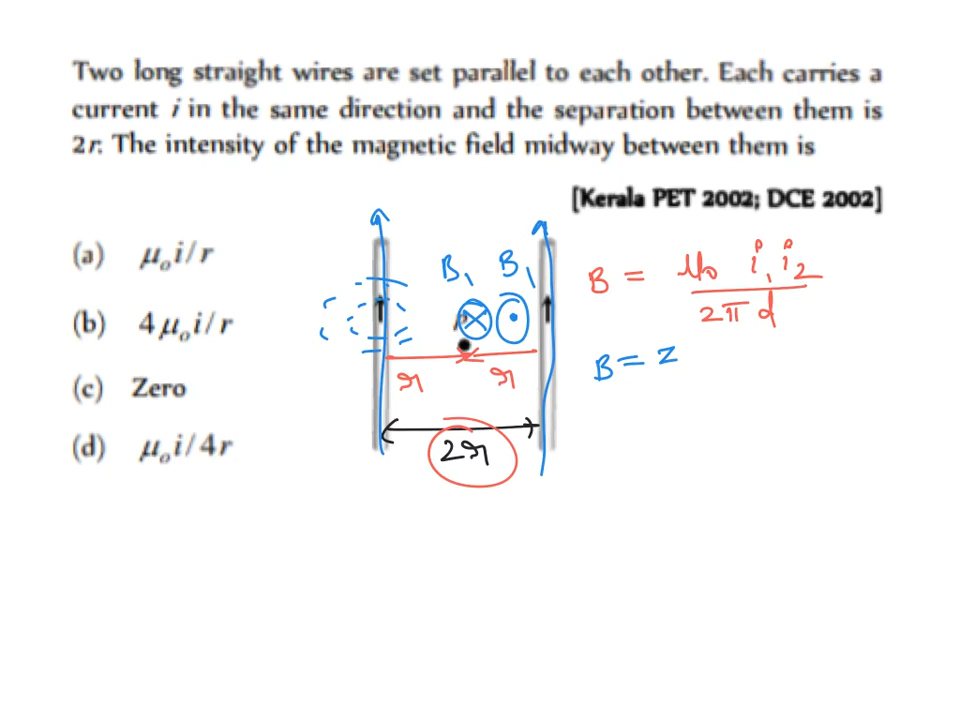 Two long straight wires are set parallel to each other. Each carries a
current i in the same direction and the separation between them is
2r. The intensity of the magnetic field midway between them is
[Kerala PET 2002; DCE 2002]
(a) μ₀i/r
(b) 4μ₀i/r
(c) Zero
(d) μ₀i/4r
B₁ B₁
P
r r
2r
B = μ₀ i₁ i₂ / 2π d
B = z